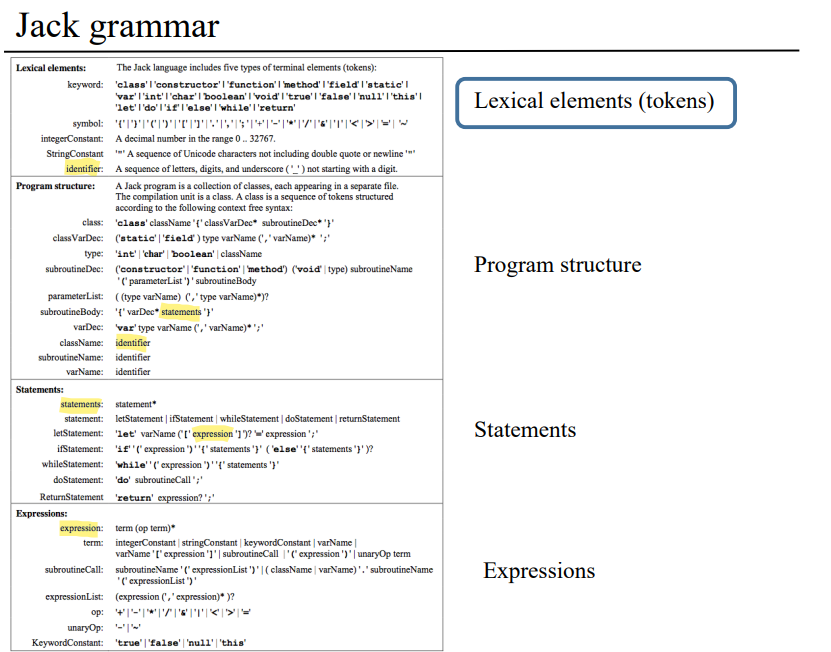 Jack grammar
Lexical elements: The Jack language includes five types of terminal elements (tokens):
keyword: 'class'|'constructor'|'function'|'method'|'field'|'static'|
'var'|'int'|'char'|'boolean'|'void'|'true'|'false'|'null'|'this'|
'let'|'do'|'if'|'else'|'while'|'return'
symbol: '{'|'}'|'('|')'|'['|']'|'.'|','|';'|'+'|'-'|'*'|'/'|'&'|'|'|'<'|'>'|'='|'~'
integerConstant: A decimal number in the range 0 .. 32767.
StringConstant '"' A sequence of Unicode characters not including double quote or newline '"'
identifier: A sequence of letters, digits, and underscore ( '_' ) not starting with a digit.
Program structure: A Jack program is a collection of classes, each appearing in a separate file.
The compilation unit is a class. A class is a sequence of tokens structured
according to the following context free syntax:
class: 'class' className '{' classVarDec* subroutineDec* '}'
classVarDec: ('static' | 'field' ) type varName (',' varName)* ';'
type: 'int' | 'char' | 'boolean' | className
subroutineDec: ('constructor' | 'function' | 'method') ('void' | type) subroutineName
'(' parameterList ')' subroutineBody
parameterList: ( (type varName) (',' type varName)*)?
subroutineBody: '{' varDec* statements '}'
varDec: 'var' type varName (',' varName)* ';'
className: identifier
subroutineName: identifier
varName: identifier
Statements:
statements: statement*
statement: letStatement | ifStatement | whileStatement | doStatement | returnStatement
letStatement: 'let' varName ('[' expression ']')? '=' expression ';'
ifStatement: 'if' '(' expression ')' '{' statements '}' ( 'else' '{' statements '}' )?
whileStatement: 'while' '(' expression ')' '{' statements '}'
doStatement: 'do' subroutineCall ';'
ReturnStatement 'return' expression? ';'
Expressions:
expression: term (op term)*
term: integerConstant | stringConstant | keywordConstant | varName |
varName '[' expression ']' | subroutineCall | '(' expression ')' | unaryOp term
subroutineCall: subroutineName '(' expressionList ')' | ( className | varName) '.' subroutineName
'(' expressionList ')'
expressionList: (expression (',' expression)* )?
op: '+'|'-'|'*'|'/'|'&'|'|'|'<'|'>'|'='
unaryOp: '-'|'~'
KeywordConstant: 'true'|'false'|'null'|'this'
Lexical elements (tokens)
Program structure
Statements
Expressions